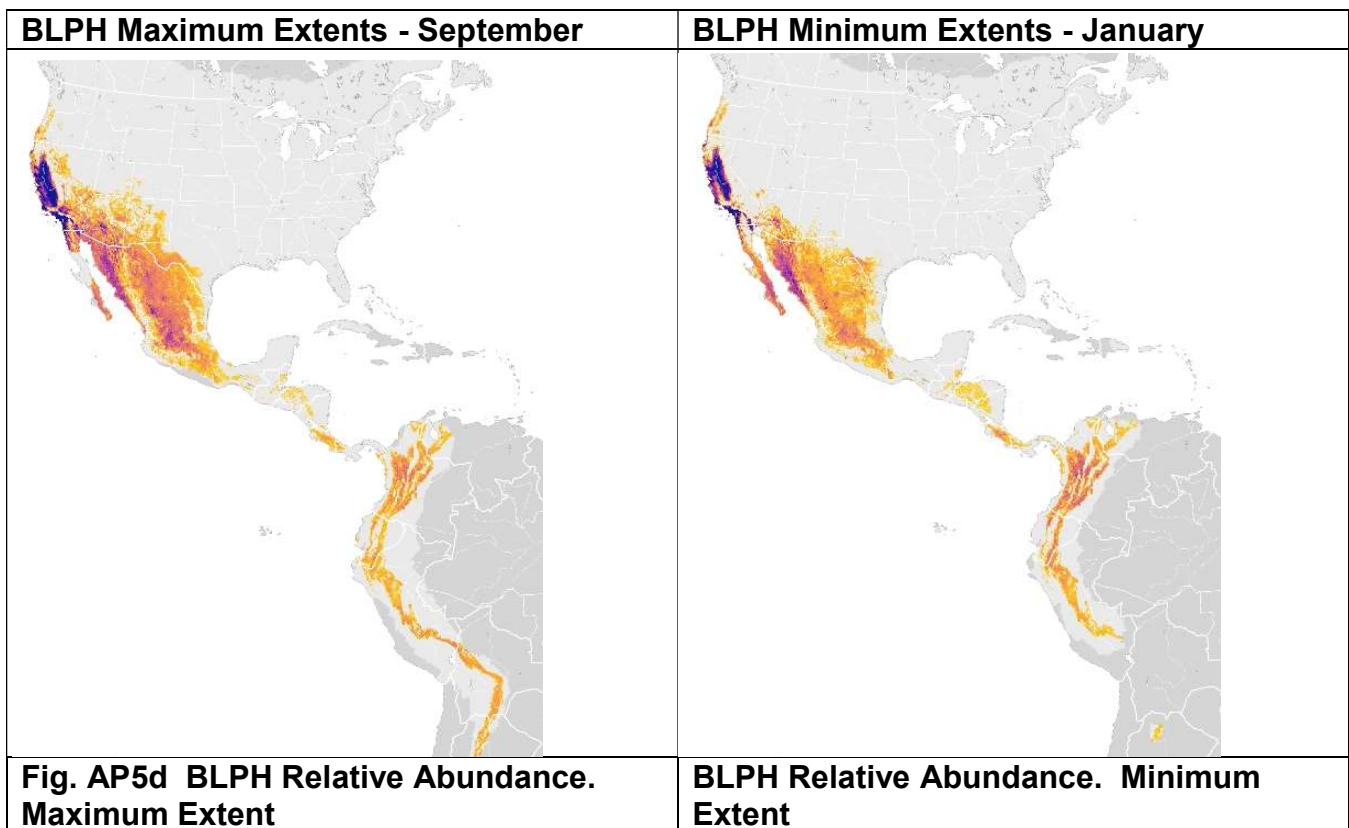 BLPH Maximum Extents - September
BLPH Minimum Extents - January
Fig. AP5d  BLPH Relative Abundance.
Maximum Extent
BLPH Relative Abundance.  Minimum
Extent